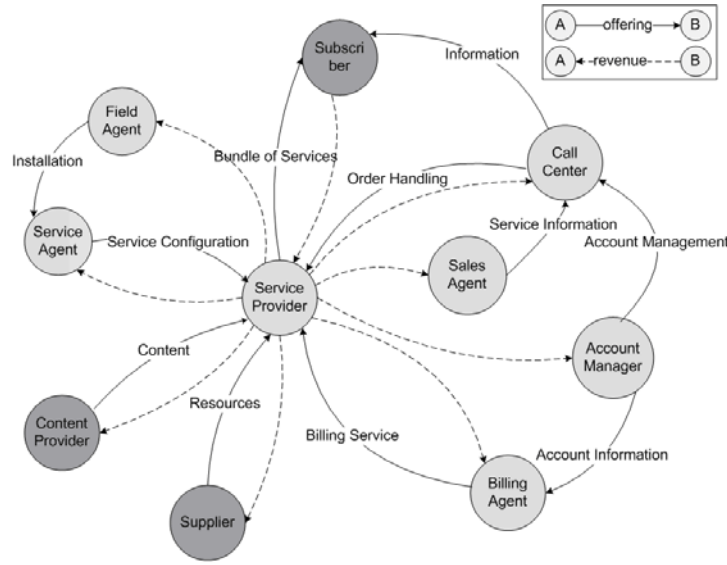 A
offering
B
A
revenue
B
Subscri
ber
Information
Field
Agent
Installation
Bundle of Services
Call
Center
Order Handling
Service
Agent
Service Configuration
Service Information
Account Management
Sales
Agent
Service
Provider
Content
Account
Manager
Resources
Content
Provider
Billing Service
Account Information
Billing
Agent
Supplier